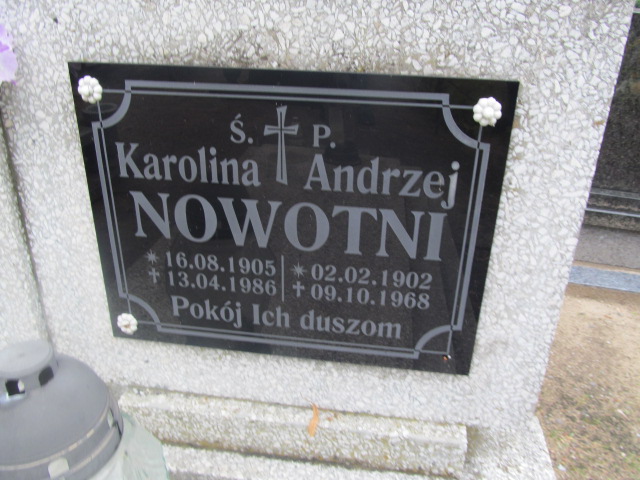 Ś. P.
Karolina Andrzej
NOWOTNI
* 16.08.1905 * 02.02.1902
† 13.04.1986 † 09.10.1968
Pokój Ich duszom